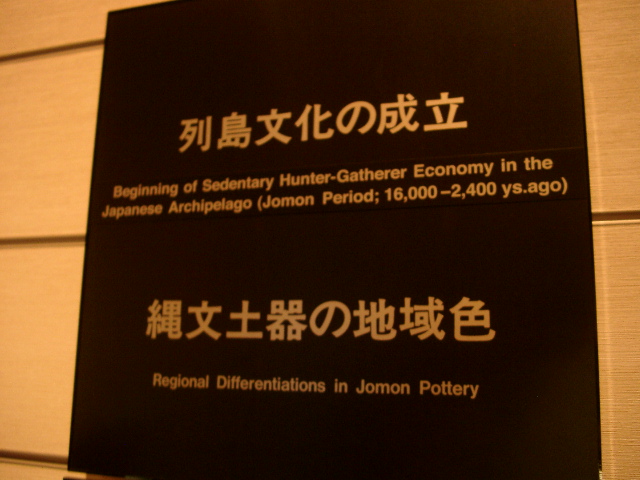 列島文化の成立
Beginning of Sedentary Hunter-Gatherer Economy in the
Japanese Archipelago (Jomon Period; 16,000–2,400 ys.ago)
縄文土器の地域色
Regional Differentiations in Jomon Pottery